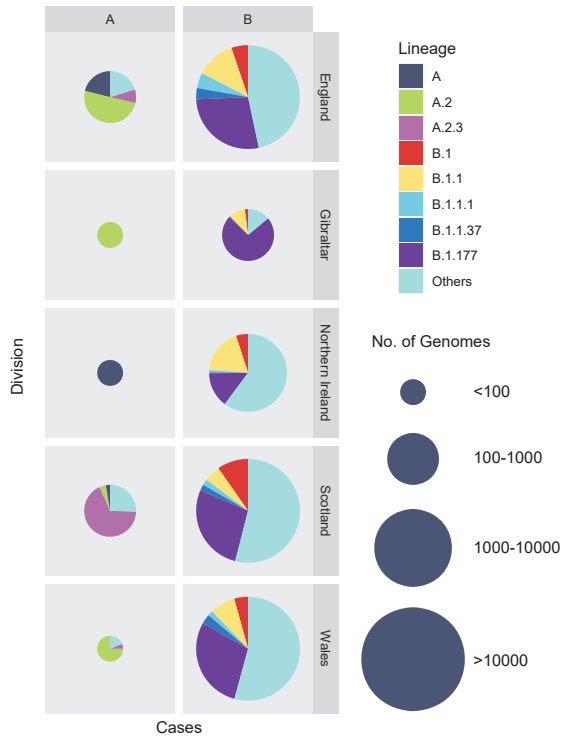 A
B
England
Gibraltar
Northern Ireland
Scotland
Wales
Division
Cases
Lineage
A
A.2
A.2.3
B.1
B.1.1
B.1.1.1
B.1.1.37
B.1.177
Others
No. of Genomes
<100
100-1000
1000-10000
>10000